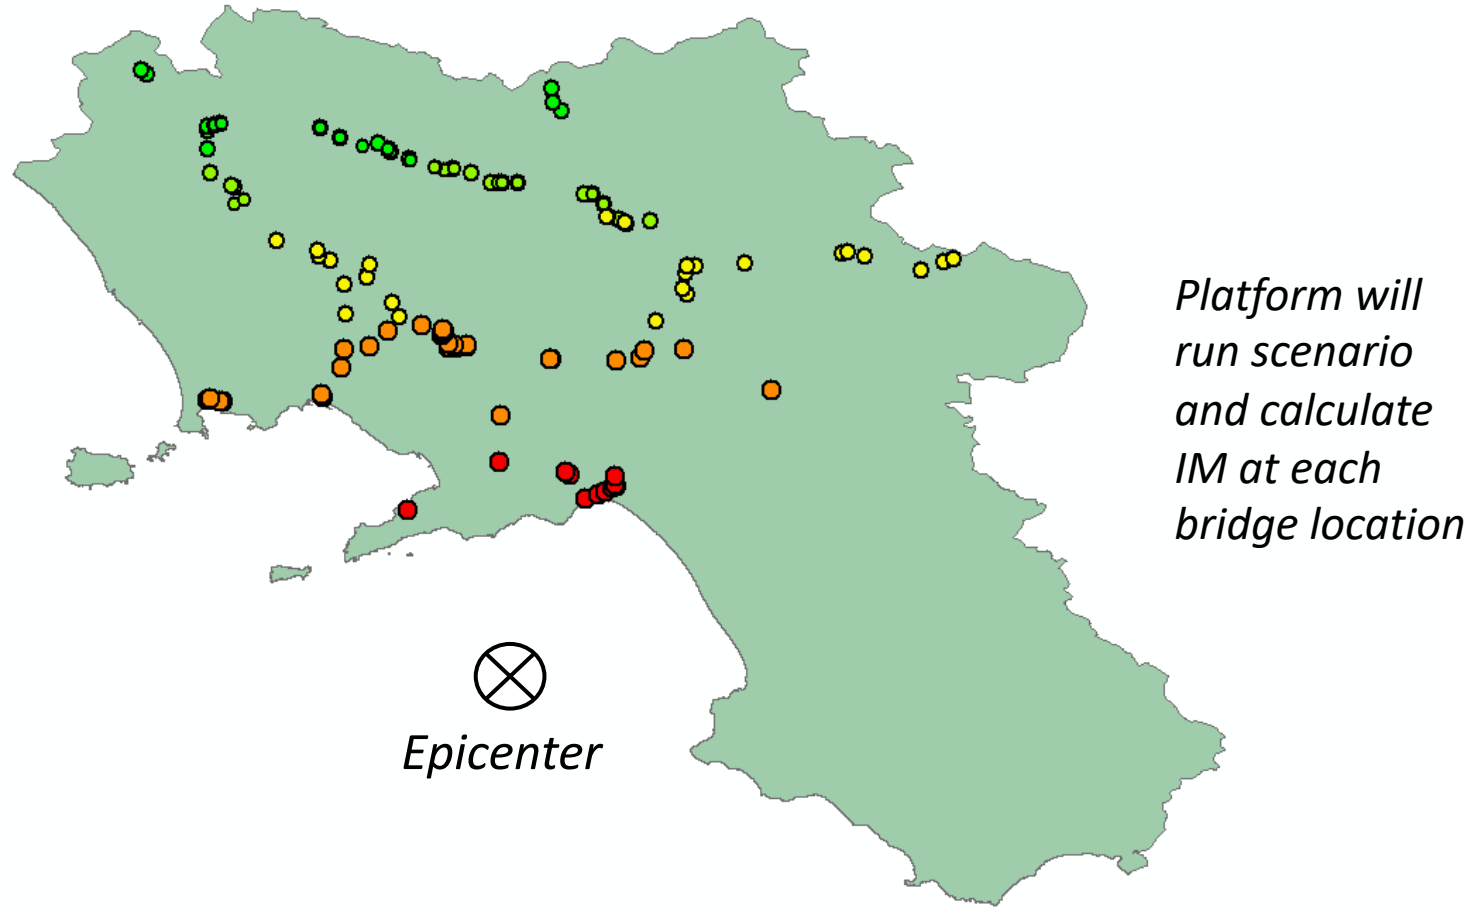 Platform will
run scenario
and calculate
IM at each
bridge location
Epicenter